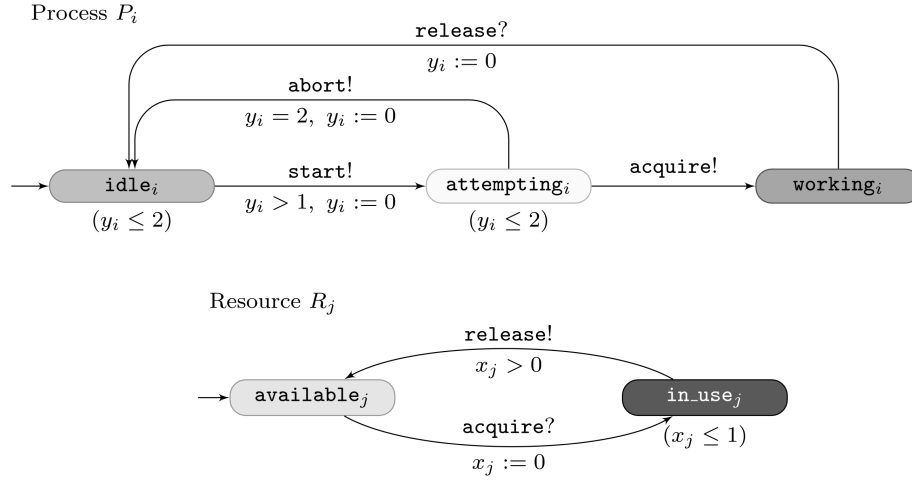 Process P_i
release?
y_i := 0
abort!
y_i = 2, y_i := 0
idle_i
start!
y_i > 1, y_i := 0
attempting_i
acquire!
working_i
(y_i ≤ 2)
(y_i ≤ 2)
Resource R_j
release!
x_j > 0
available_j
in_use_j
acquire?
x_j := 0
(x_j ≤ 1)